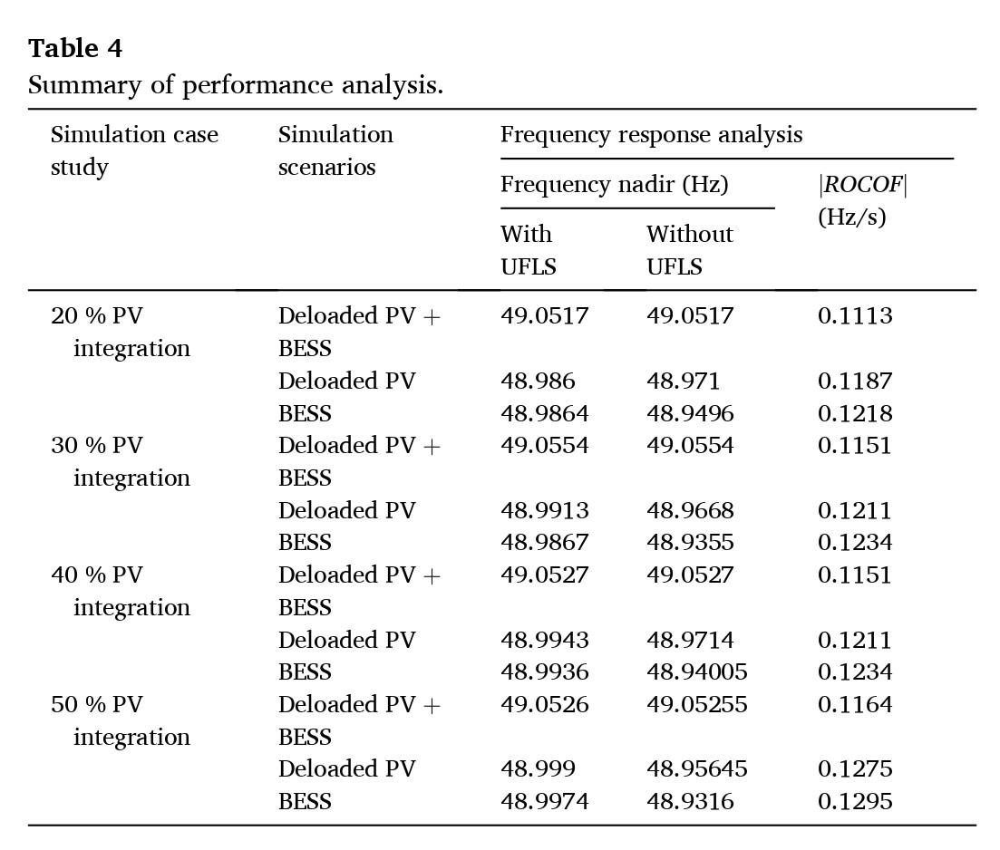 Table 4
Summary of performance analysis.
Simulation case study Simulation scenarios Frequency response analysis
Frequency nadir (Hz) |ROCOF| (Hz/s)
With UFLS Without UFLS
20 % PV integration Deloaded PV + BESS 49.0517 49.0517 0.1113
Deloaded PV 48.986 48.971 0.1187
BESS 48.9864 48.9496 0.1218
30 % PV integration Deloaded PV + BESS 49.0554 49.0554 0.1151
Deloaded PV 48.9913 48.9668 0.1211
BESS 48.9867 48.9355 0.1234
40 % PV integration Deloaded PV + BESS 49.0527 49.0527 0.1151
Deloaded PV 48.9943 48.9714 0.1211
BESS 48.9936 48.94005 0.1234
50 % PV integration Deloaded PV + BESS 49.0526 49.05255 0.1164
Deloaded PV 48.999 48.95645 0.1275
BESS 48.9974 48.9316 0.1295